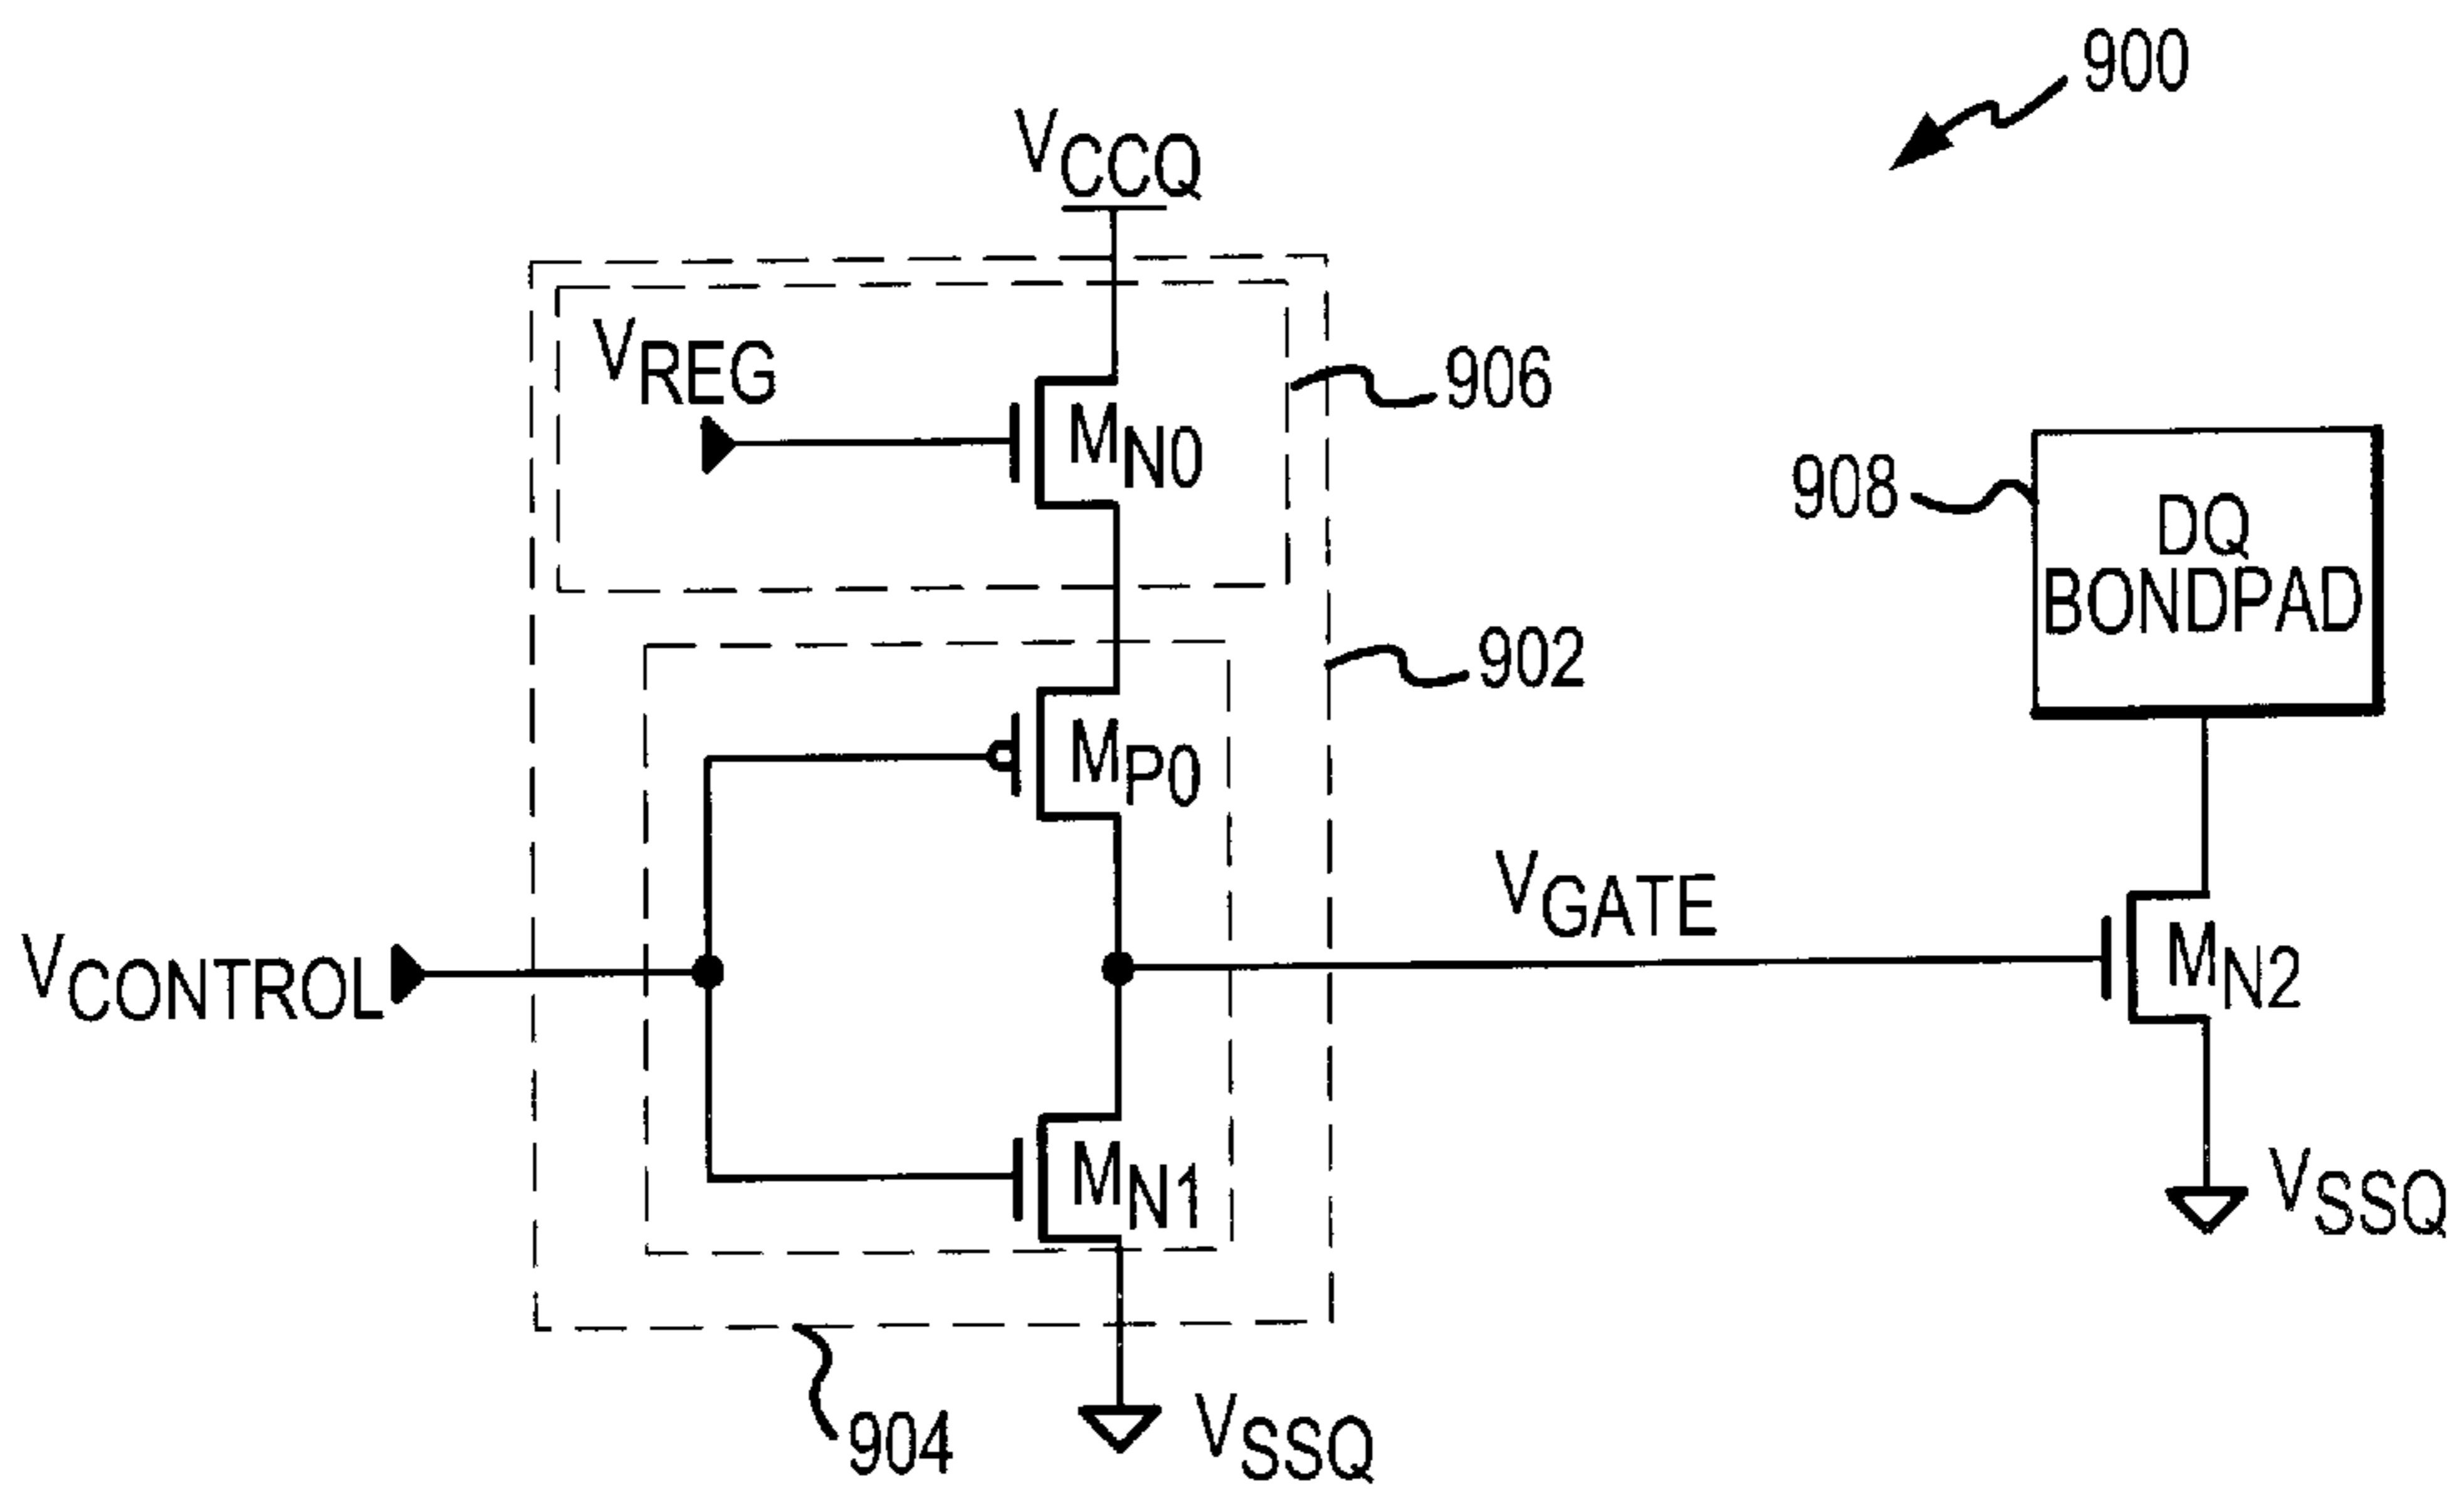 900
VCCQ
VREG
906
MN0
908
DQ
BONDPAD
902
MP0
VGATE
VCONTROL
MN2
MN1
VSSQ
904
VSSQ